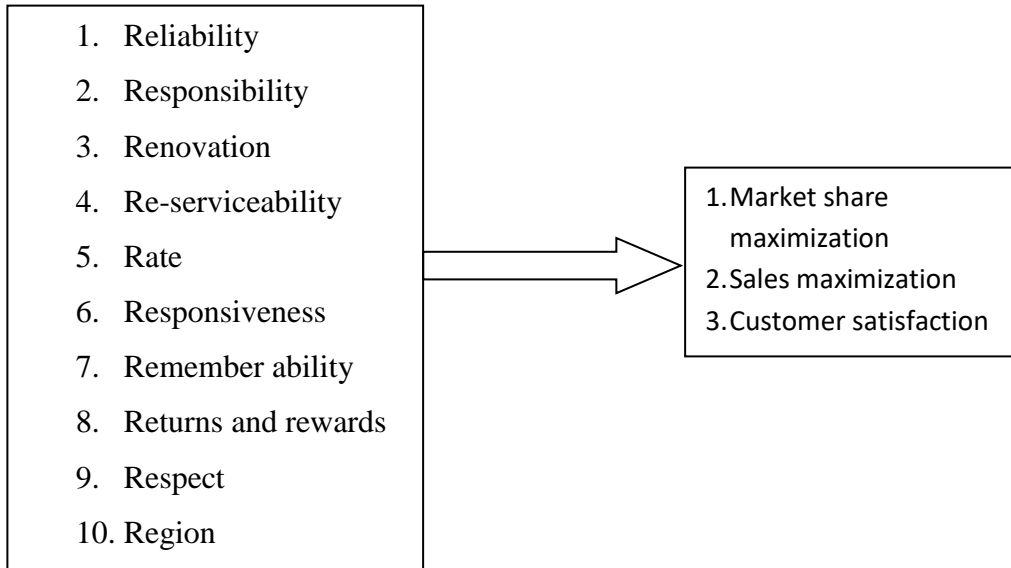 1. Reliability
2. Responsibility
3. Renovation
4. Re-serviceability
5. Rate
6. Responsiveness
7. Remember ability
8. Returns and rewards
9. Respect
10. Region
1.Market share
maximization
2.Sales maximization
3.Customer satisfaction